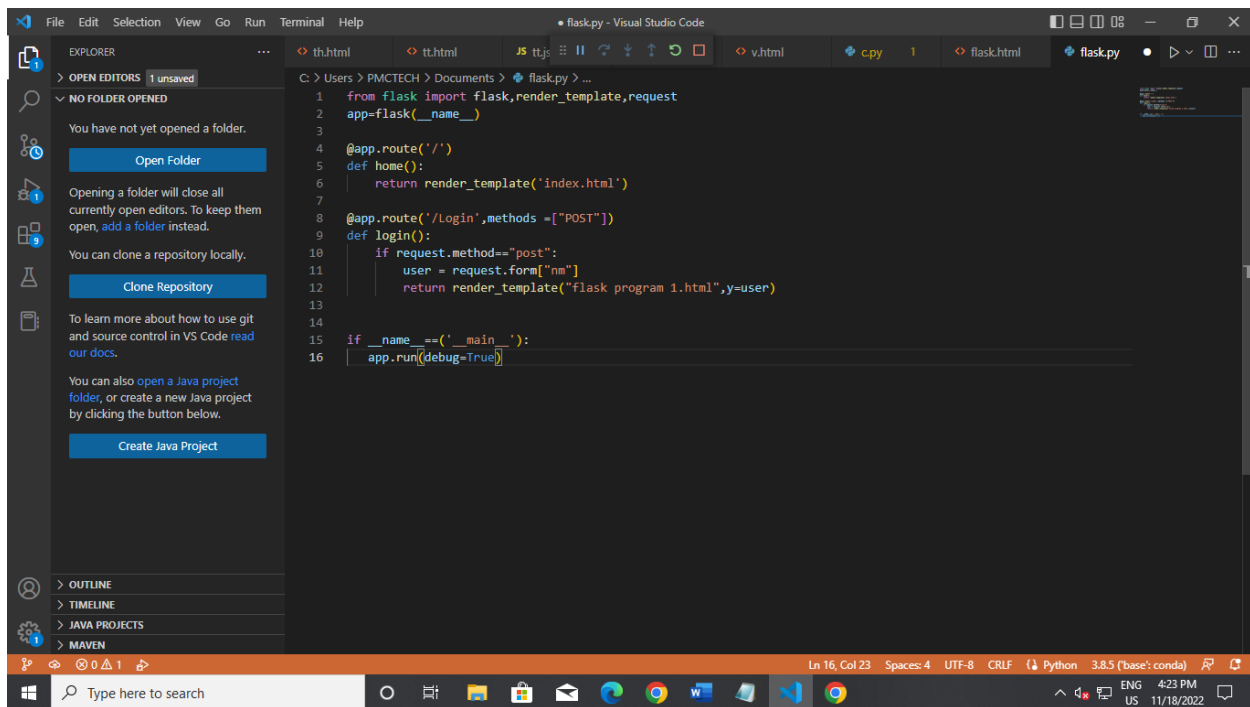 File Edit Selection View Go Run Terminal Help
● flask.py - Visual Studio Code
EXPLORER
OPEN EDITORS 1 unsaved
NO FOLDER OPENED
You have not yet opened a folder.
Open Folder
Opening a folder will close all
currently open editors. To keep them
open, add a folder instead.
You can clone a repository locally.
Clone Repository
To learn more about how to use git
and source control in VS Code read
our docs.
You can also open a Java project
folder, or create a new Java project
by clicking the button below.
Create Java Project
OUTLINE
TIMELINE
JAVA PROJECTS
MAVEN
1
1
9
1
th.html tt.html JS tt.js v.html c.py 1 flask.html flask.py
C: > Users > PMCTECH > Documents > flask.py > ...
1 from flask import flask,render_template,request
2 app=flask(__name__)
3
4 @app.route('/')
5 def home():
6     return render_template('index.html')
7
8 @app.route('/Login',methods =["POST"])
9 def login():
10     if request.method=="post":
11         user = request.form["nm"]
12         return render_template("flask program 1.html",y=user)
13
14
15 if __name__==('__main__'):
16    app.run(debug=True)
0 1
Ln 16, Col 23 Spaces: 4 UTF-8 CRLF Python 3.8.5 ('base': conda)
Type here to search
W
ENG
US
4:23 PM
11/18/2022